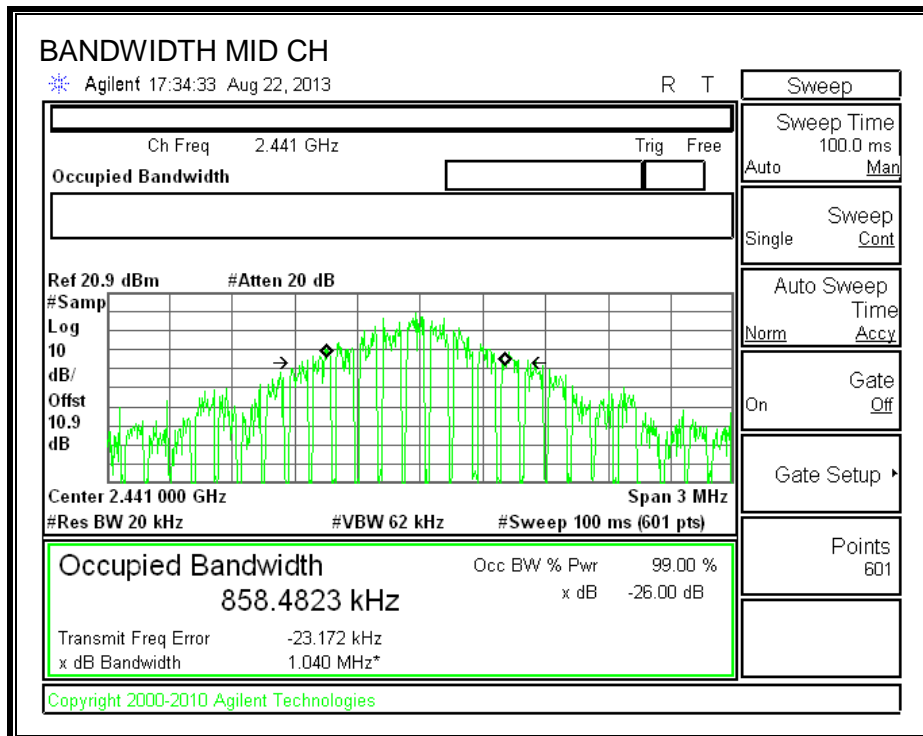 BANDWIDTH MID CH
Agilent 17:34:33 Aug 22, 2013 R T
Ch Freq 2.441 GHz Trig Free
Occupied Bandwidth
Ref 20.9 dBm #Atten 20 dB
#Samp
Log
10
dB/
Offst
10.9
dB
Center 2.441 000 GHz Span 3 MHz
#Res BW 20 kHz #VBW 62 kHz #Sweep 100 ms (601 pts)
Occupied Bandwidth Occ BW % Pwr 99.00 %
858.4823 kHz x dB -26.00 dB
Transmit Freq Error -23.172 kHz
x dB Bandwidth 1.040 MHz*
Copyright 2000-2010 Agilent Technologies
Sweep
Sweep Time
100.0 ms
Auto Man
Sweep
Single Cont
Auto Sweep
Time
Norm Accy
Gate
On Off
Gate Setup
Points
601